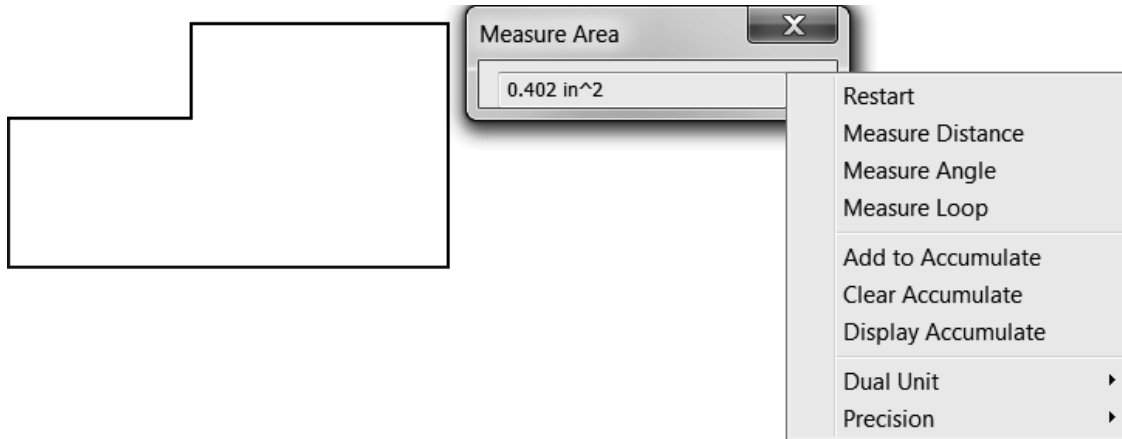 Measure Area
X
0.402 in^2
Restart
Measure Distance
Measure Angle
Measure Loop
Add to Accumulate
Clear Accumulate
Display Accumulate
Dual Unit
Precision